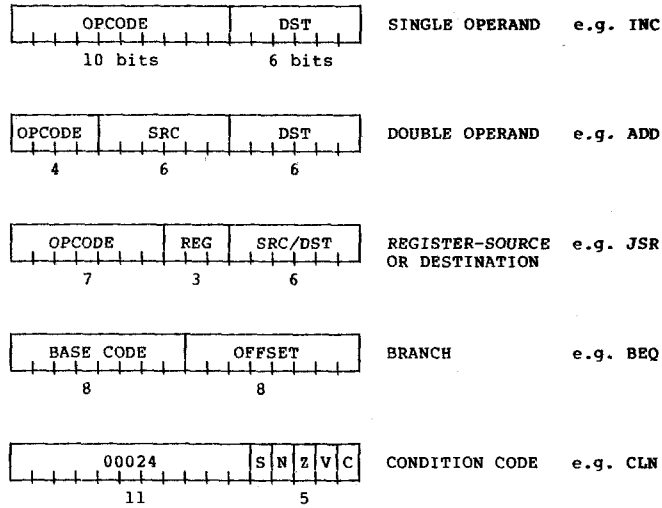 OPCODE DST SINGLE OPERAND e.g. INC
10 bits 6 bits
OPCODE SRC DST DOUBLE OPERAND e.g. ADD
4 6 6
OPCODE REG SRC/DST REGISTER-SOURCE e.g. JSR
OR DESTINATION
7 3 6
BASE CODE OFFSET BRANCH e.g. BEQ
8 8
00024 S N Z V C CONDITION CODE e.g. CLN
11 5